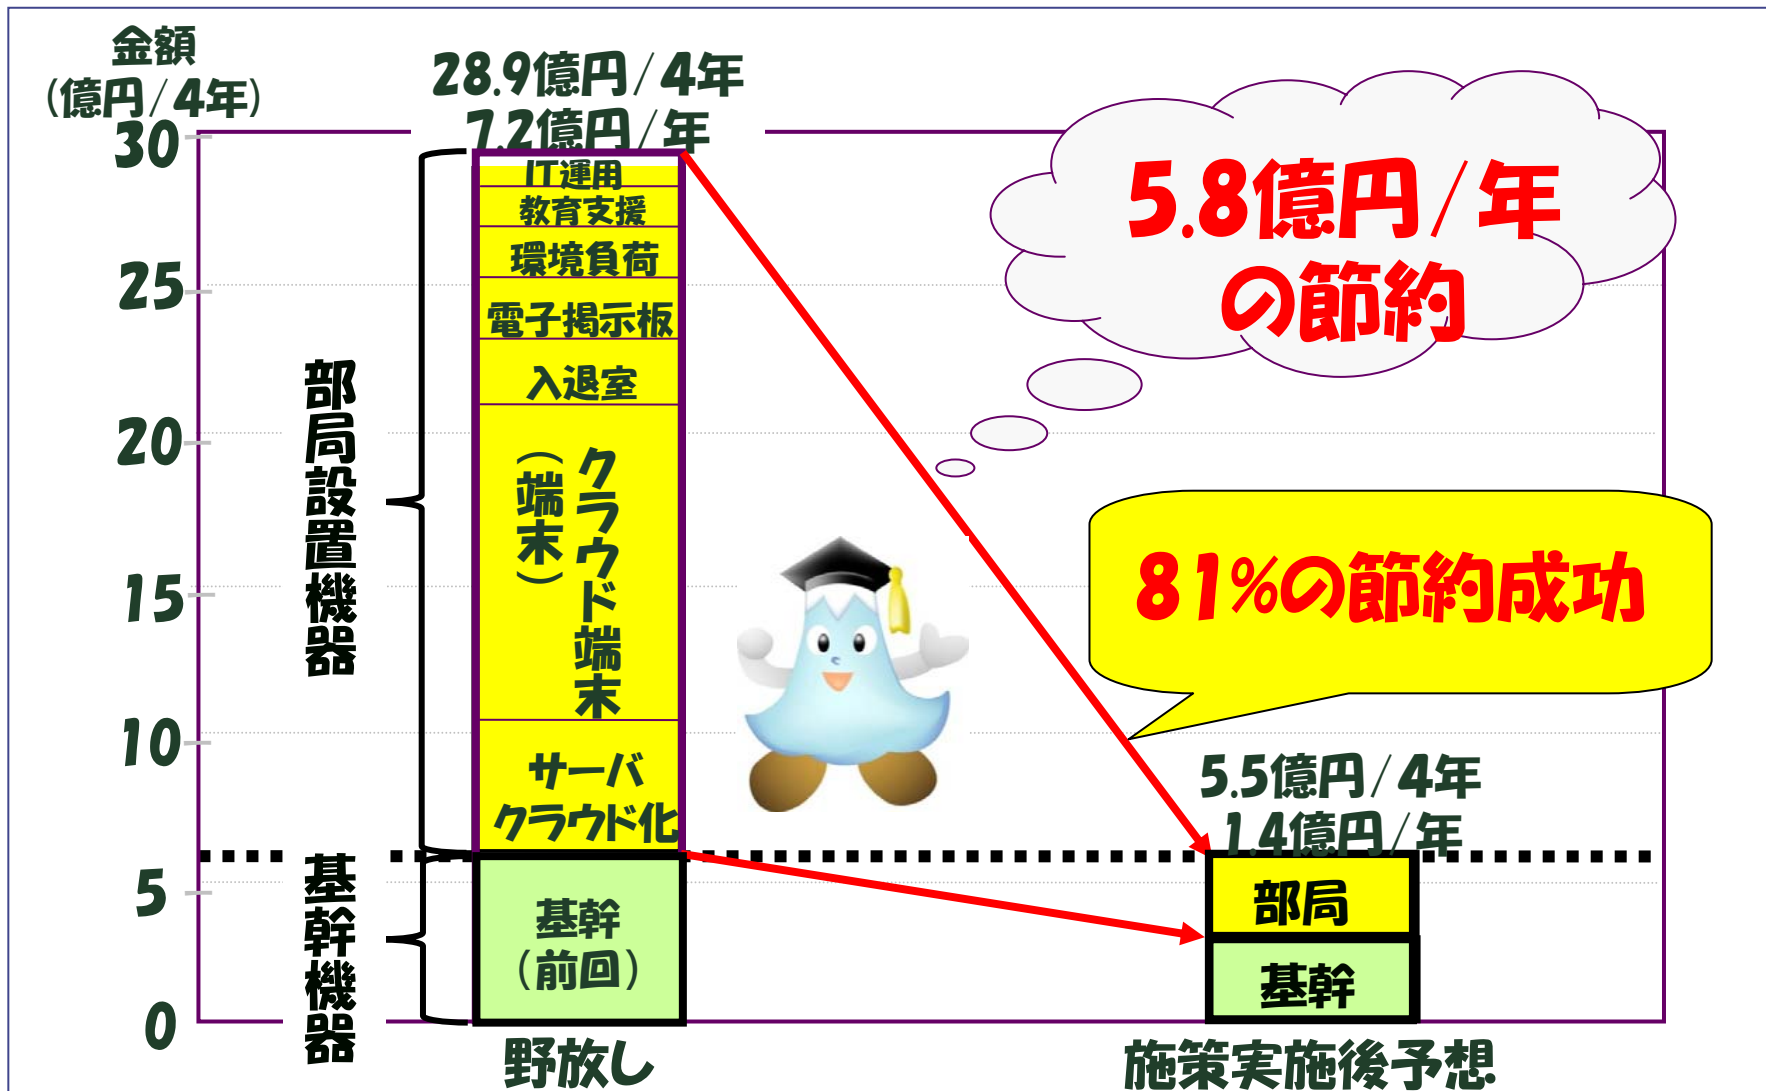 金額
(億円/4年)
30
25
20
15
10
5
0
28.9億円/4年
7.2億円/年
IT運用
教育支援
環境負荷
電子掲示板
入退室
クラウド端末
(端末)
サーバ
クラウド化
基幹
(前回)
部局設置機器
基幹機器
野放し
5.8億円/年
の節約
81%の節約成功
5.5億円/4年
1.4億円/年
部局
基幹
施策実施後予想